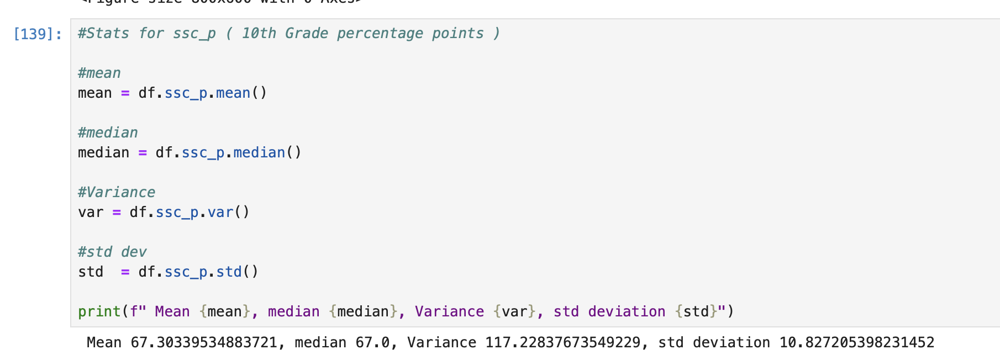 <Figure size 800x800 with 0 Axes>
[139]: #Stats for ssc_p ( 10th Grade percentage points )
#mean
mean = df.ssc_p.mean()
#median
median = df.ssc_p.median()
#Variance
var = df.ssc_p.var()
#std dev
std  = df.ssc_p.std()
print(f" Mean {mean}, median {median}, Variance {var}, std deviation {std}")
Mean 67.30339534883721, median 67.0, Variance 117.22837673549229, std deviation 10.827205398231452